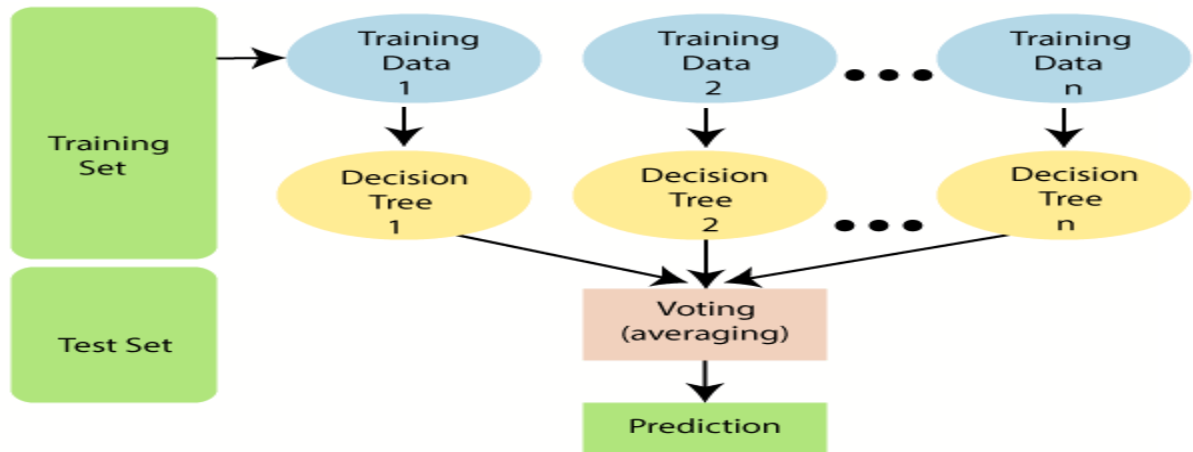 Training
Set
Test Set
Training
Data
1
Training
Data
2
Training
Data
n
Decision
Tree
1
Decision
Tree
2
Decision
Tree
n
Voting
(averaging)
Prediction